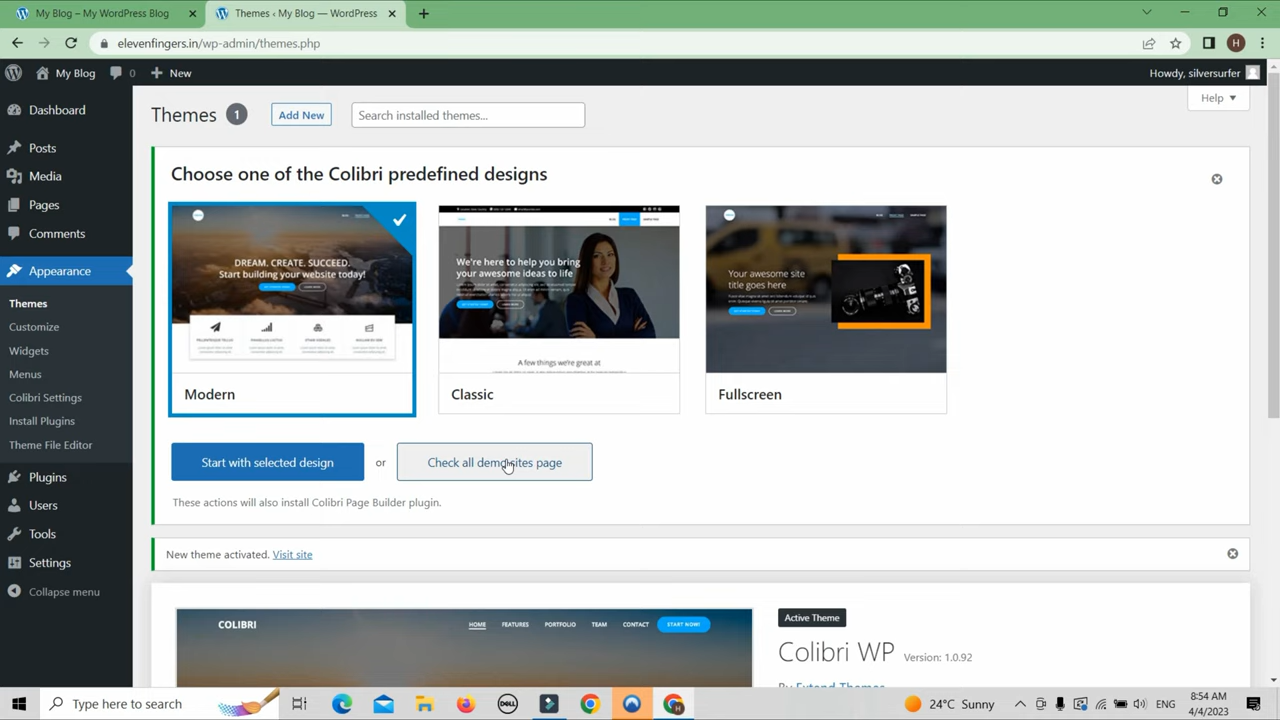 My Blog – My WordPress Blog
Themes ‹ My Blog — WordPress
elevenfingers.in/wp-admin/themes.php
H
My Blog
0
New
Howdy, silversurfer
Dashboard
Posts
Media
Pages
Comments
Appearance
Themes
Customize
Widgets
Menus
Colibri Settings
Install Plugins
Theme File Editor
Plugins
Users
Tools
Settings
Collapse menu
Themes 1
Add New
Search installed themes...
Help
Choose one of the Colibri predefined designs
DREAM. CREATE. SUCCEED.
Start building your website today!
Modern
We're here to help you bring
your awesome ideas to life
A few things we're great at
Classic
Your awesome site
title goes here
Fullscreen
Start with selected design
or
Check all demosites page
These actions will also install Colibri Page Builder plugin.
New theme activated. Visit site
COLIBRI
HOME
FEATURES
PORTFOLIO
TEAM
CONTACT
START NOW!
Active Theme
Colibri WP Version: 1.0.92
By Extend Themes
Type here to search
DELL
24°C Sunny
ENG
8:54 AM
4/4/2023